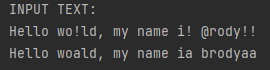 INPUT TEXT:
Hello wo!ld, my name i! @rody!!
Hello woald, my name ia brodyaa